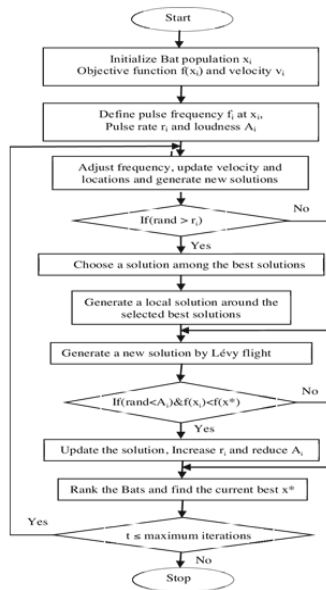 Start
Initialize Bat population xᵢ
Objective function f(xᵢ) and velocity vᵢ
Define pulse frequency fᵢ at xᵢ,
Pulse rate rᵢ and loudness Aᵢ
Adjust frequency, update velocity and
locations and generate new solutions
No
If(rand > rᵢ)
Yes
Choose a solution among the best solutions
Generate a local solution around the
selected best solutions
Generate a new solution by Lévy flight
If(rand<Aᵢ)&f(xᵢ)<f(x*)
No
Yes
Update the solution, Increase rᵢ and reduce Aᵢ
Rank the Bats and find the current best x*
Yes
t ≤ maximum iterations
No
Stop